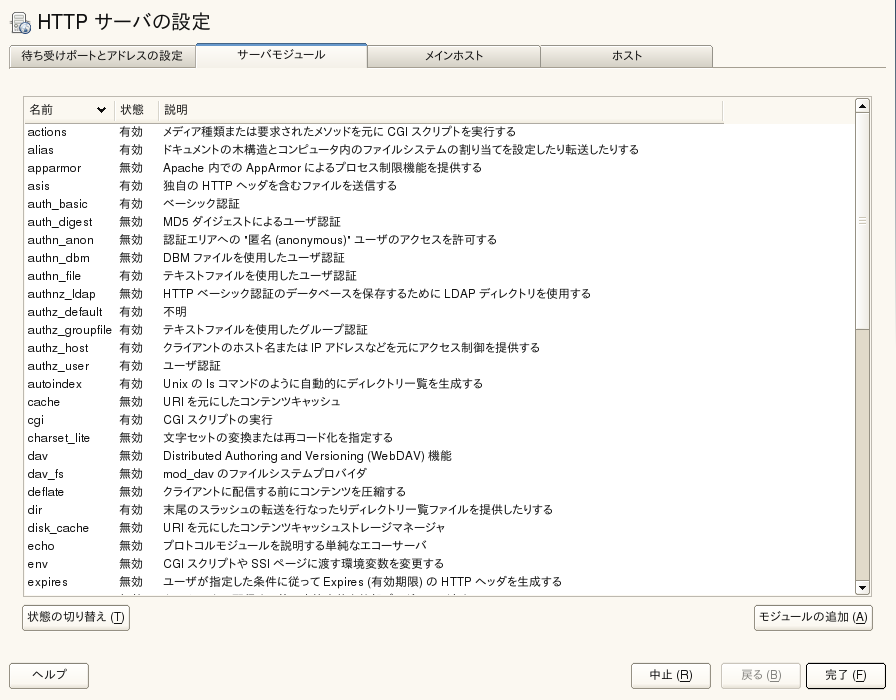 HTTP サーバの設定
待ち受けポートとアドレスの設定 サーバモジュール メインホスト ホスト
名前 状態 説明
actions 有効 メディア種類または要求されたメソッドを元に CGI スクリプトを実行する
alias 有効 ドキュメントの木構造とコンピュータ内のファイルシステムの割り当てを設定したり転送したりする
apparmor 無効 Apache 内での AppArmor によるプロセス制限機能を提供する
asis 有効 独自の HTTP ヘッダを含むファイルを送信する
auth_basic 有効 ベーシック認証
auth_digest 無効 MD5 ダイジェストによるユーザ認証
authn_anon 無効 認証エリアへの "匿名 (anonymous)" ユーザのアクセスを許可する
authn_dbm 無効 DBM ファイルを使用したユーザ認証
authn_file 有効 テキストファイルを使用したユーザ認証
authnz_ldap 無効 HTTP ベーシック認証のデータベースを保存するために LDAP ディレクトリを使用する
authz_default 有効 不明
authz_groupfile 有効 テキストファイルを使用したグループ認証
authz_host 有効 クライアントのホスト名または IP アドレスなどを元にアクセス制御を提供する
authz_user 有効 ユーザ認証
autoindex 有効 Unix の ls コマンドのように自動的にディレクトリ一覧を生成する
cache 無効 URI を元にしたコンテンツキャッシュ
cgi 有効 CGI スクリプトの実行
charset_lite 無効 文字セットの変換または再コード化を指定する
dav 無効 Distributed Authoring and Versioning (WebDAV) 機能
dav_fs 無効 mod_dav のファイルシステムプロバイダ
deflate 無効 クライアントに配信する前にコンテンツを圧縮する
dir 有効 末尾のスラッシュの転送を行なったりディレクトリ一覧ファイルを提供したりする
disk_cache 無効 URI を元にしたコンテンツキャッシュストレージマネージャ
echo 無効 プロトコルモジュールを説明する単純なエコーサーバ
env 無効 CGI スクリプトや SSI ページに渡す環境変数を変更する
expires 無効 ユーザが指定した条件に従って Expires (有効期限) の HTTP ヘッダを生成する
状態の切り替え (T) モジュールの追加 (A)
ヘルプ 中止 (R) 戻る (B) 完了 (F)